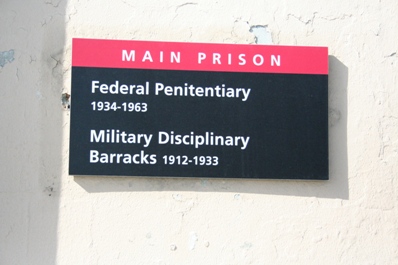 MAIN PRISON
Federal Penitentiary
1934-1963
Military Disciplinary
Barracks 1912-1933